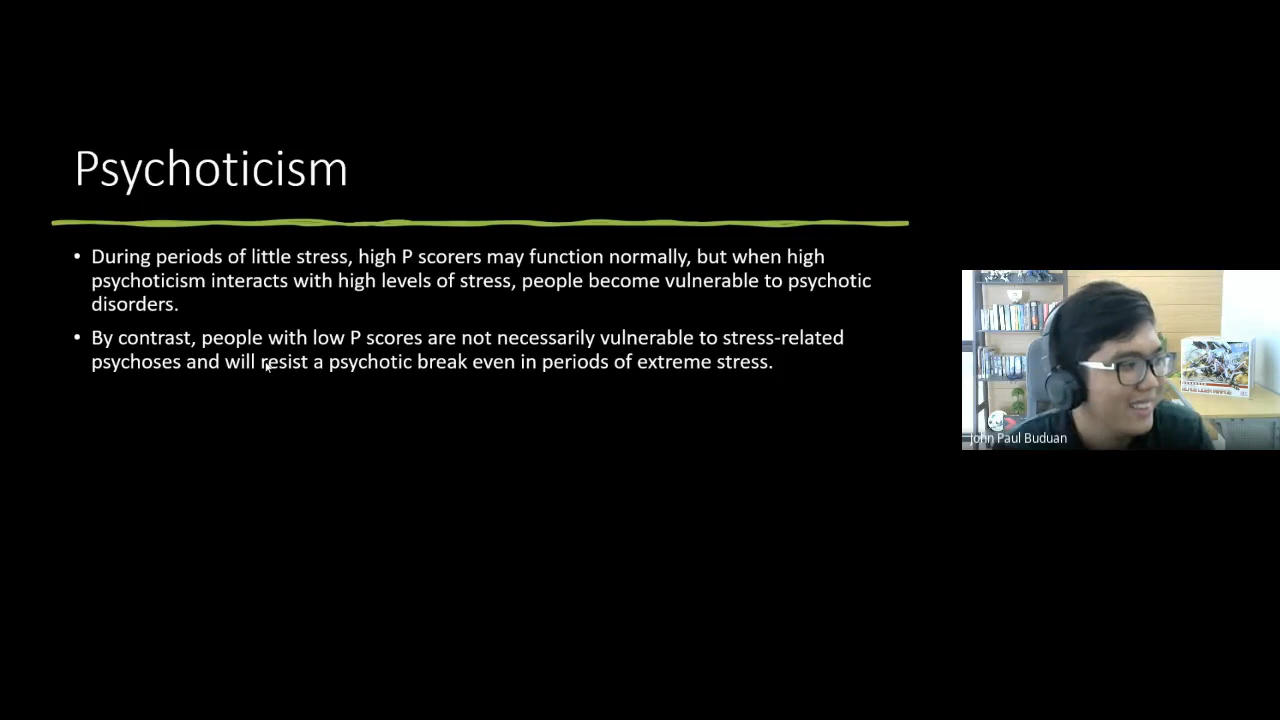 Psychoticism
• During periods of little stress, high P scorers may function normally, but when high
psychoticism interacts with high levels of stress, people become vulnerable to psychotic
disorders.
• By contrast, people with low P scores are not necessarily vulnerable to stress-related
psychoses and will resist a psychotic break even in periods of extreme stress.
John Paul Buduan